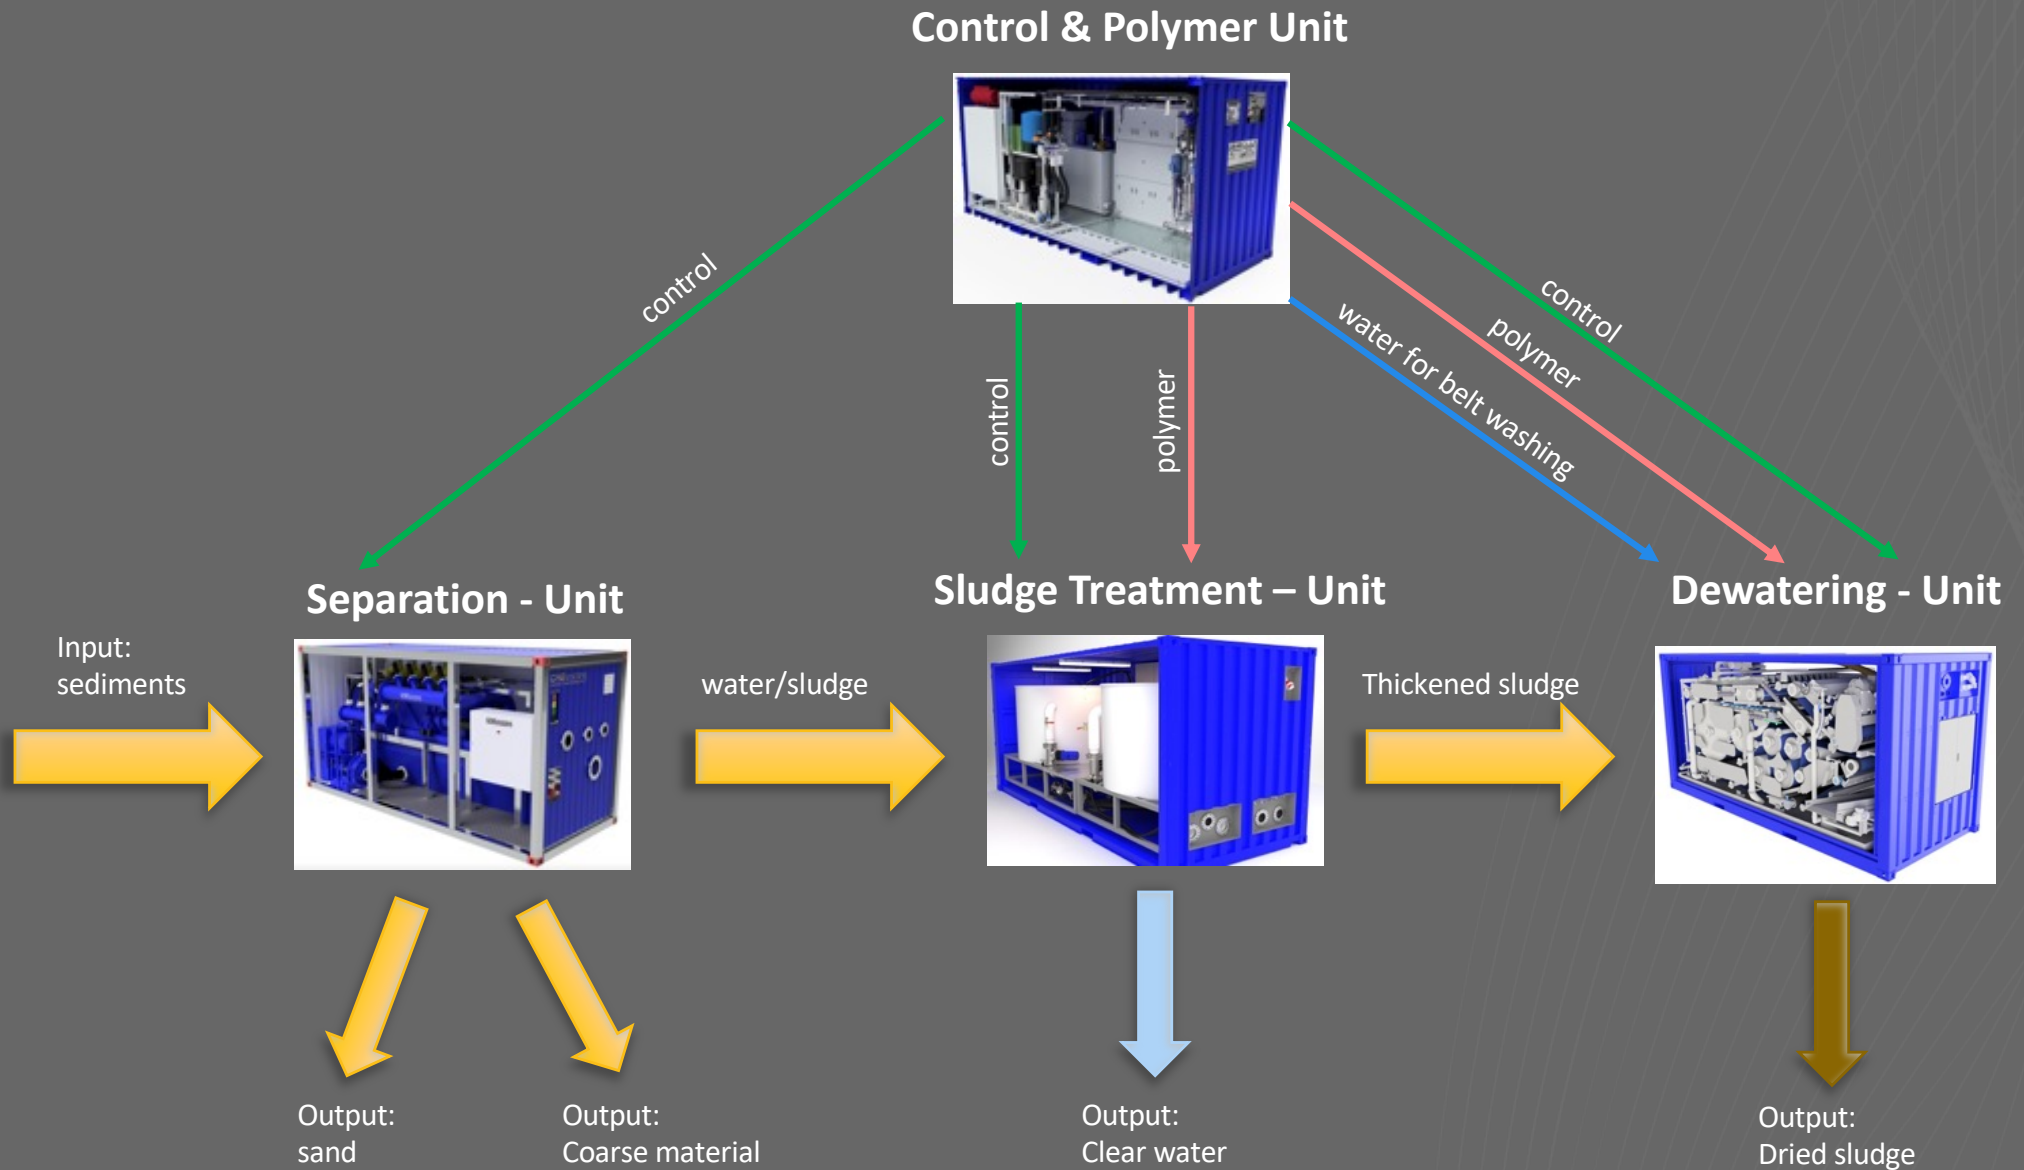 Control & Polymer Unit
control
control
polymer
water for belt washing
polymer
control
Separation - Unit
Sludge Treatment – Unit
Dewatering - Unit
Input:
sediments
water/sludge
Thickened sludge
Output:
sand
Output:
Coarse material
Output:
Clear water
Output:
Dried sludge